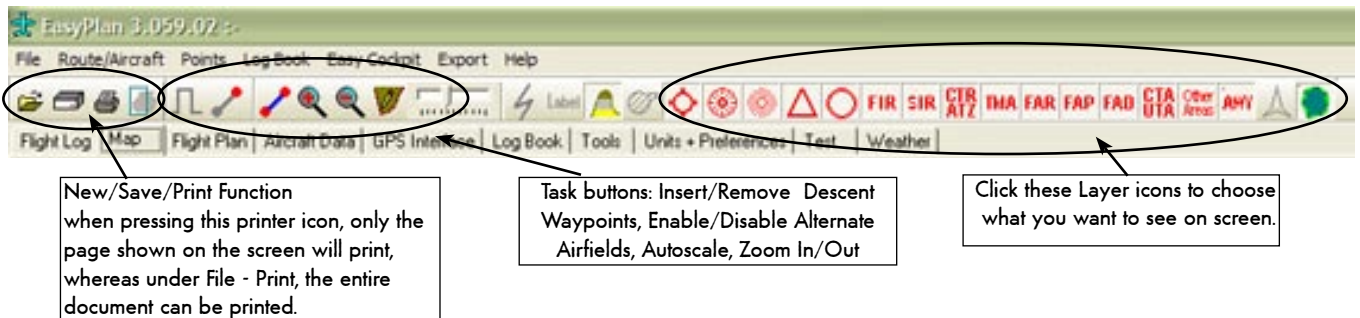 EasyPlan 3.059.02 :-
File Route/Aircraft Points Log Book Easy Cockpit Export Help
Label FIR SIR CTR ATZ TMA FAR FAP FAD CTA UTA Other Areas AWY
Flight Log Map Flight Plan Aircraft Data GPS Interface Log Book Tools Units + Preferences Test Weather
New/Save/Print Function
when pressing this printer icon, only the
page shown on the screen will print,
whereas under File - Print, the entire
document can be printed.
Task buttons: Insert/Remove Descent
Waypoints, Enable/Disable Alternate
Airfields, Autoscale, Zoom In/Out
Click these Layer icons to choose
what you want to see on screen.